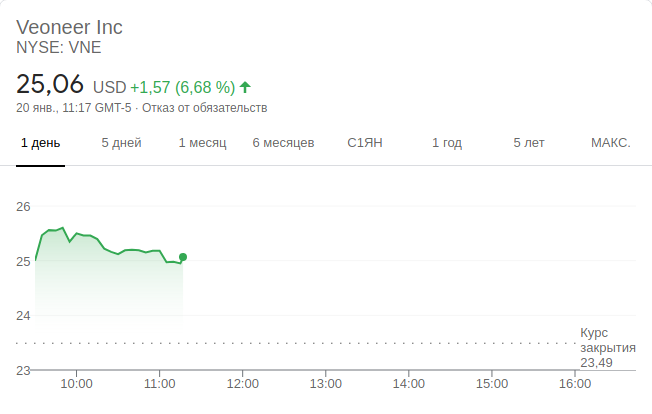 Veoneer Inc
NYSE: VNE
25,06 USD +1,57 (6,68 %)
20 янв., 11:17 GMT-5 · Отказ от обязательств
1 день 5 дней 1 месяц 6 месяцев С1ЯН 1 год 5 лет МАКС.
26
25
24
Курс
закрытия
23,49
23
10:00 11:00 12:00 13:00 14:00 15:00 16:00